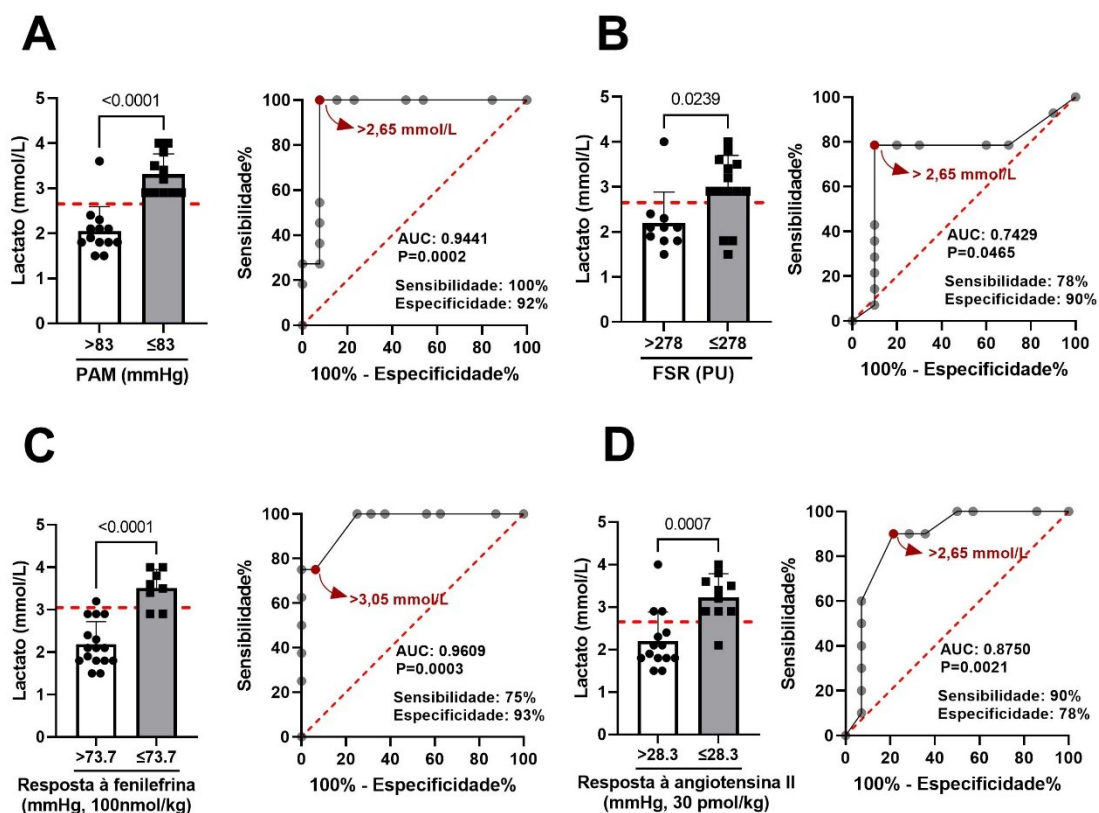 A
<0.0001
Lactato (mmol/L)
5
4
3
2
1
0
>83
≤83
PAM (mmHg)
Sensibilidade%
100
80
60
40
20
0
>2,65 mmol/L
AUC: 0.9441
P=0.0002
Sensibilidade: 100%
Especificidade: 92%
0 20 40 60 80 100
100% - Especificidade%
B
0.0239
Lactato (mmol/L)
5
4
3
2
1
0
>278
≤278
FSR (PU)
Sensibilidade%
100
80
60
40
20
0
> 2,65 mmol/L
AUC: 0.7429
P=0.0465
Sensibilidade: 78%
Especificidade: 90%
0 20 40 60 80 100
100% - Especificidade%
C
<0.0001
Lactato (mmol/L)
5
4
3
2
1
0
>73.7
≤73.7
Resposta à fenilefrina
(mmHg, 100nmol/kg)
Sensibilidade%
100
80
60
40
20
0
>3,05 mmol/L
AUC: 0.9609
P=0.0003
Sensibilidade: 75%
Especificidade: 93%
0 20 40 60 80 100
100% - Especificidade%
D
0.0007
Lactato (mmol/L)
5
4
3
2
1
0
>28.3
≤28.3
Resposta à angiotensina II
(mmHg, 30 pmol/kg)
Sensibilidade%
100
80
60
40
20
0
>2,65 mmol/L
AUC: 0.8750
P=0.0021
Sensibilidade: 90%
Especificidade: 78%
0 20 40 60 80 100
100% - Especificidade%